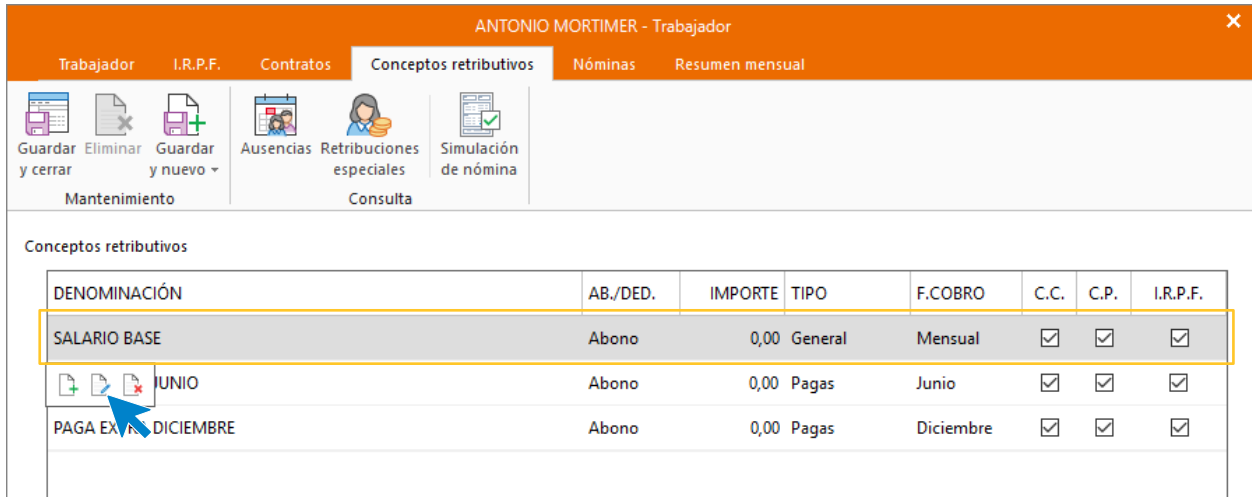 ANTONIO MORTIMER - Trabajador
Trabajador I.R.P.F. Contratos Conceptos retributivos Nóminas Resumen mensual
Guardar y cerrar
Eliminar
Guardar y nuevo
Ausencias
Retribuciones especiales
Simulación de nómina
Mantenimiento
Consulta
Conceptos retributivos
DENOMINACIÓN AB./DED. IMPORTE TIPO F.COBRO C.C. C.P. I.R.P.F.
SALARIO BASE Abono 0,00 General Mensual
JUNIO Abono 0,00 Pagas Junio
PAGA DICIEMBRE Abono 0,00 Pagas Diciembre